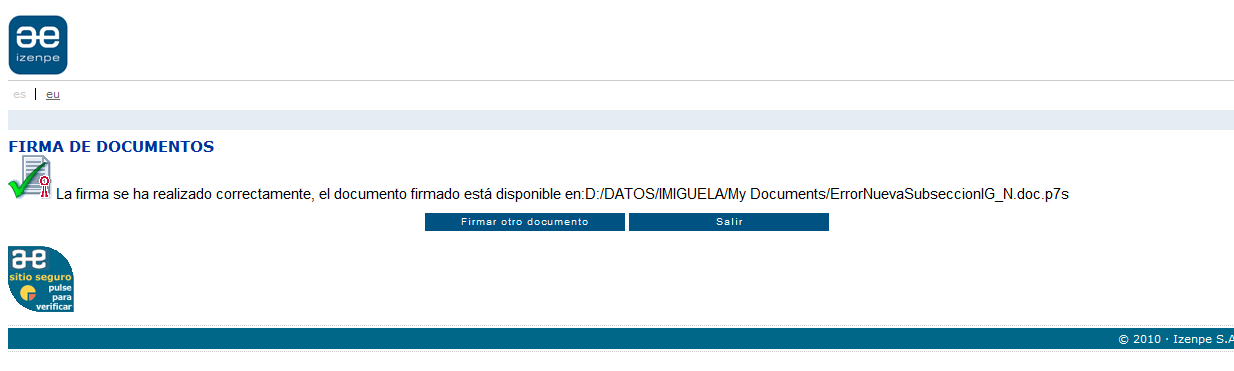 æ
izenpe
es | eu
FIRMA DE DOCUMENTOS
La firma se ha realizado correctamente, el documento firmado está disponible en:D:/DATOS/IMIGUELA/My Documents/ErrorNuevaSubseccionIG_N.doc.p7s
Firmar otro documento Salir
sitio seguro
pulse
para
verificar
© 2010 · Izenpe S.A